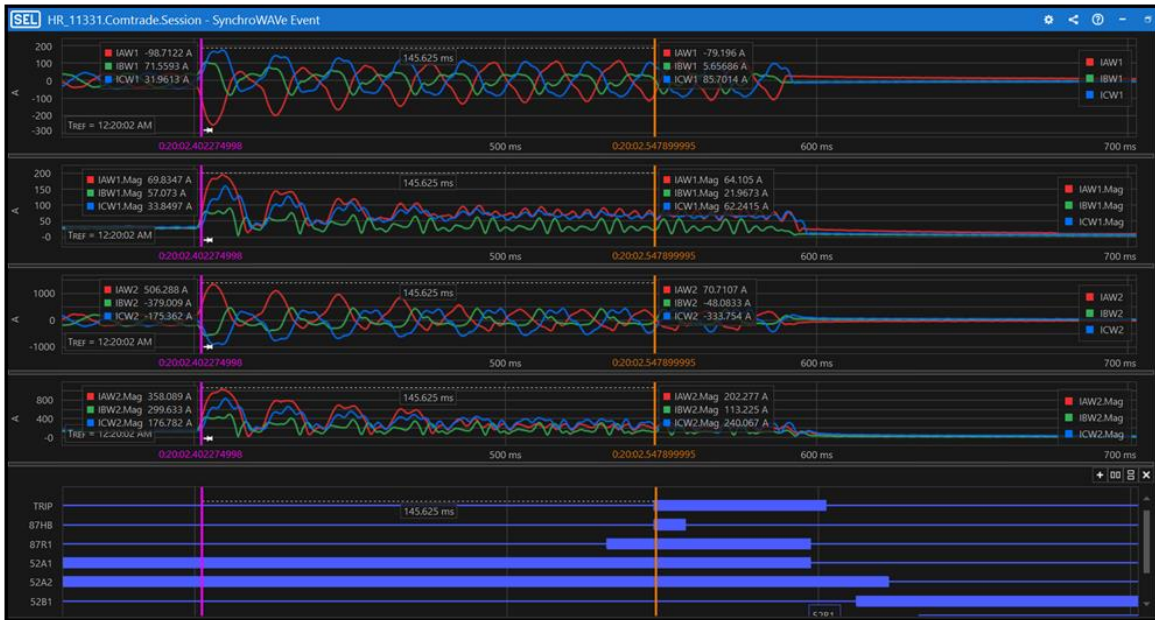 SEL HR_11331.Comtrade.Session - SynchroWAVe Event
200
100
0
-100
-200
-300
A
IAW1 -98.7122 A
IBW1 71.5593 A
ICW1 31.9613 A
TREF = 12:20:02 AM
145.625 ms
IAW1 -79.196 A
IBW1 5.65686 A
ICW1 85.7014 A
IAW1
IBW1
ICW1
0:20:02.402274998
500 ms
0:20:02.547899995
600 ms
700 ms
200
150
100
50
-0
A
IAW1.Mag 69.8347 A
IBW1.Mag 57.073 A
ICW1.Mag 33.8497 A
TREF = 12:20:02 AM
145.625 ms
IAW1.Mag 64.105 A
IBW1.Mag 21.9673 A
ICW1.Mag 62.2415 A
IAW1.Mag
IBW1.Mag
ICW1.Mag
0:20:02.402274998
500 ms
0:20:02.547899995
600 ms
700 ms
1000
0
-1000
A
IAW2 506.288 A
IBW2 -379.009 A
ICW2 -175.362 A
TREF = 12:20:02 AM
145.625 ms
IAW2 70.7107 A
IBW2 -48.0833 A
ICW2 -333.754 A
IAW2
IBW2
ICW2
0:20:02.402274998
500 ms
0:20:02.547899995
600 ms
700 ms
800
400
-0
A
IAW2.Mag 358.089 A
IBW2.Mag 299.633 A
ICW2.Mag 176.782 A
TREF = 12:20:02 AM
145.625 ms
IAW2.Mag 202.277 A
IBW2.Mag 113.225 A
ICW2.Mag 240.067 A
IAW2.Mag
IBW2.Mag
ICW2.Mag
0:20:02.402274998
500 ms
0:20:02.547899995
600 ms
700 ms
145.625 ms
TRIP
87HB
87R1
52A1
52A2
52B1
52B1